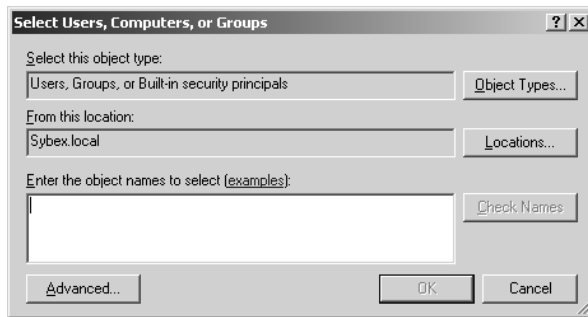 Select Users, Computers, or Groups
Select this object type:
Users, Groups, or Built-in security principals
Object Types...
From this location:
Sybex.local
Locations...
Enter the object names to select (examples):
Check Names
Advanced...
OK
Cancel